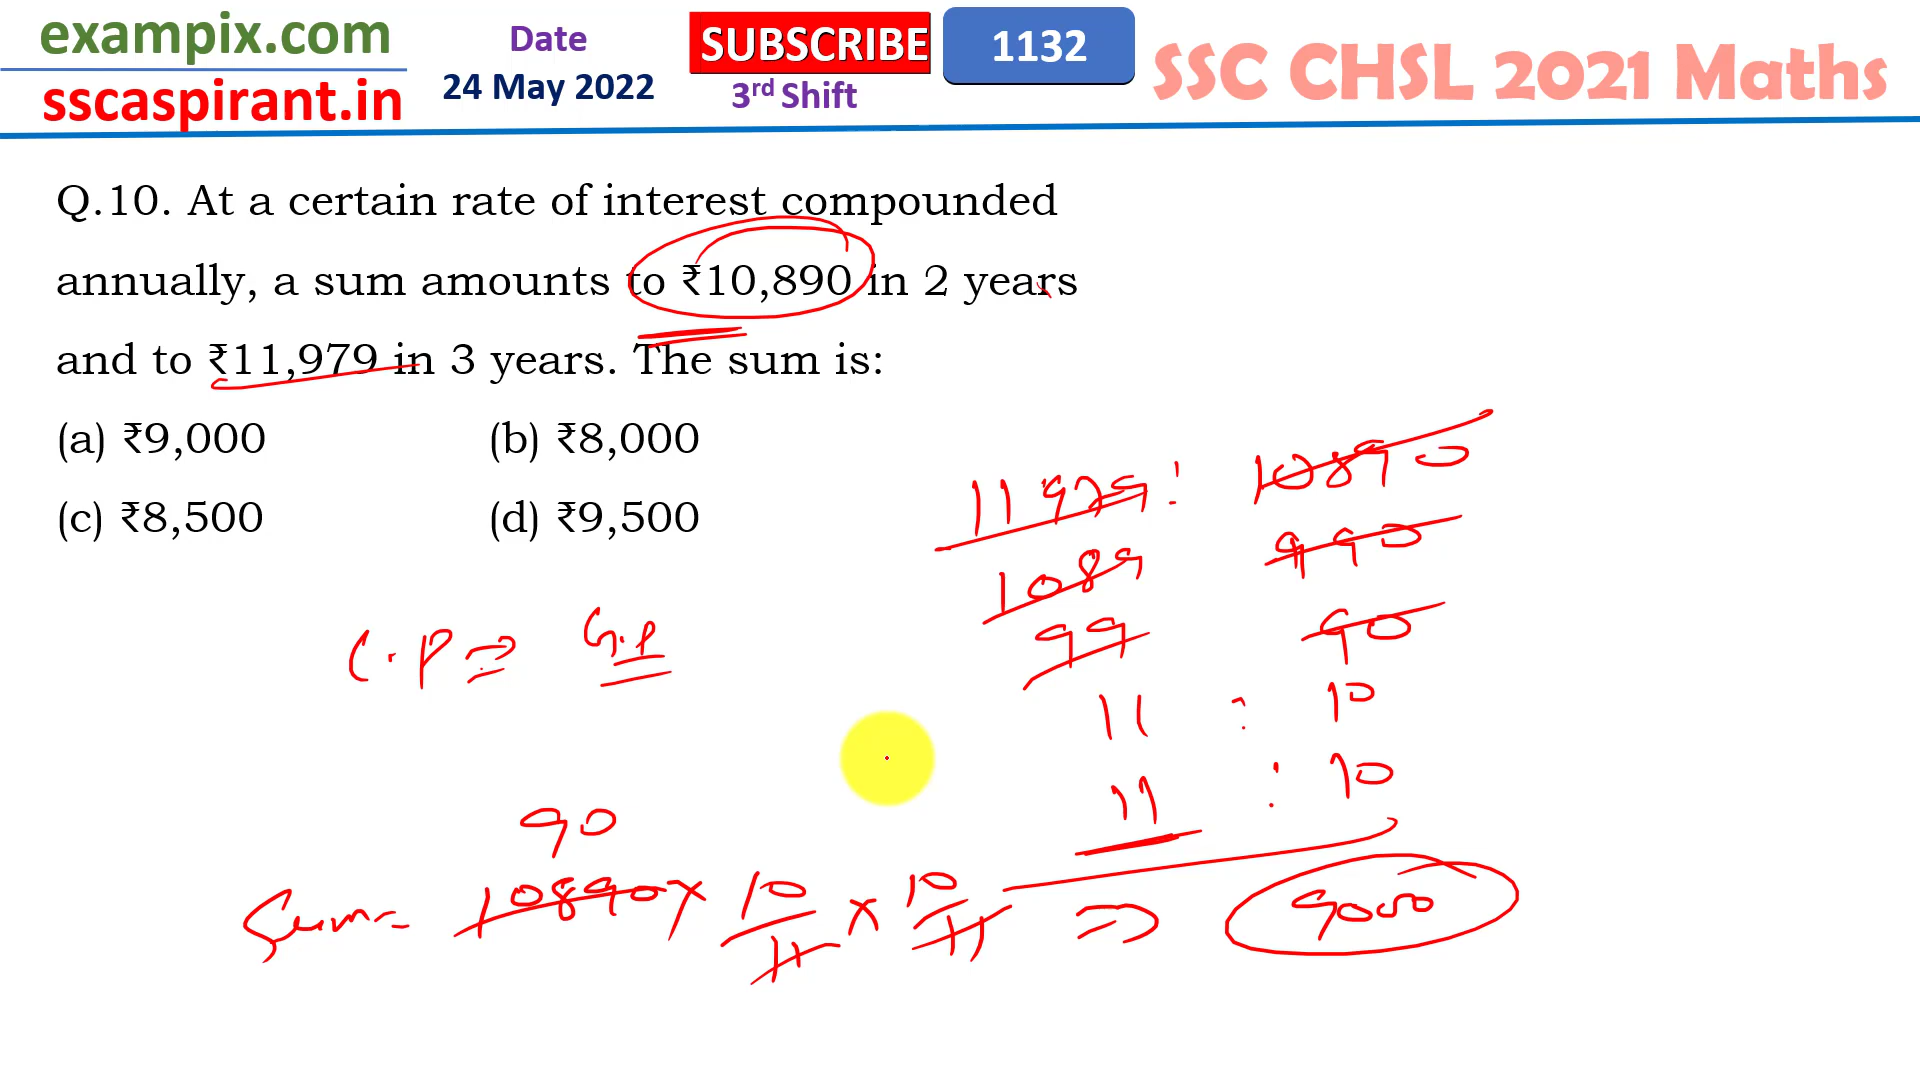 exampix.com
sscaspirant.in
Date
24 May 2022
SUBSCRIBE
3rd Shift
1132
SSC CHSL 2021 Maths
Q.10. At a certain rate of interest compounded
annually, a sum amounts to ₹10,890 in 2 years
and to ₹11,979 in 3 years. The sum is:
(a) ₹9,000 (b) ₹8,000
(c) ₹8,500 (d) ₹9,500
11979 : 10890
1089 990
99 90
C.P ⇒ G.P
11 : 10
11 : 10
90
Sum = 10890 × 10/11 × 10/11 ⇒ 9000